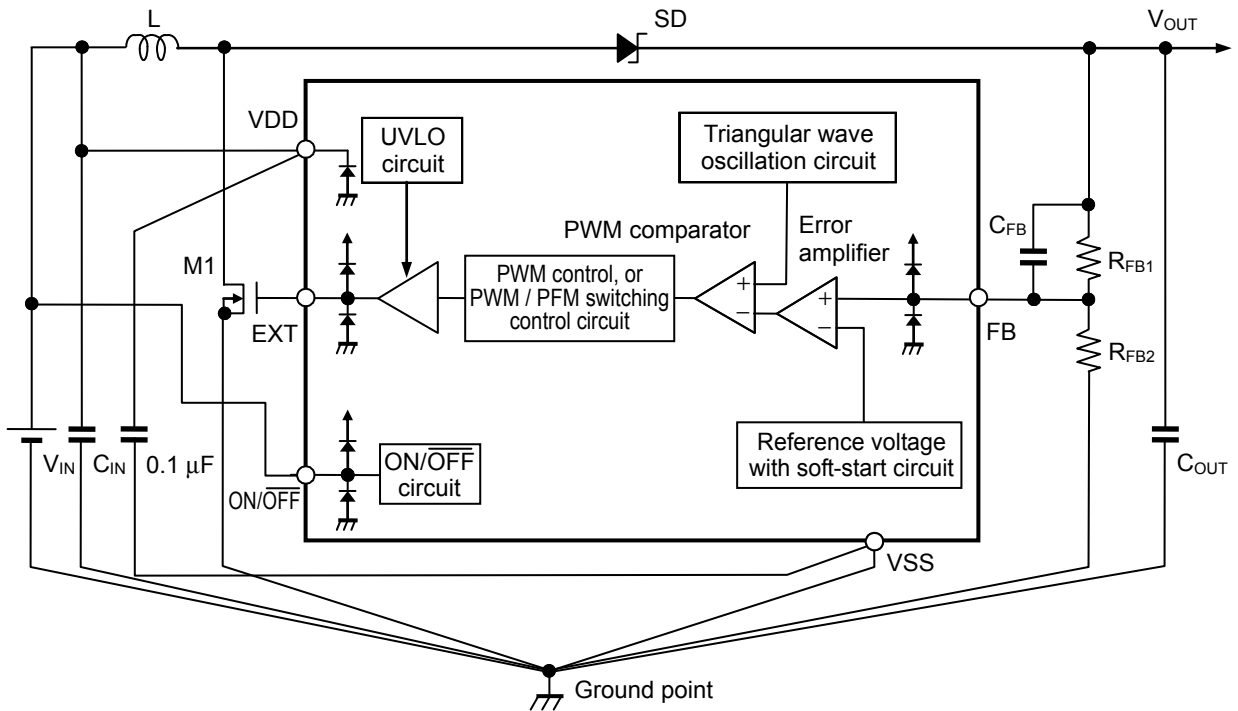 L
SD
VOUT
VDD
UVLO
circuit
Triangular wave
oscillation circuit
PWM comparator
Error
amplifier
CFB
RFB1
M1
PWM control, or
PWM / PFM switching
control circuit
+
−
+
−
EXT
FB
RFB2
VIN
CIN
0.1 μF
ON/OFF
ON/OFF
circuit
Reference voltage
with soft-start circuit
COUT
VSS
Ground point